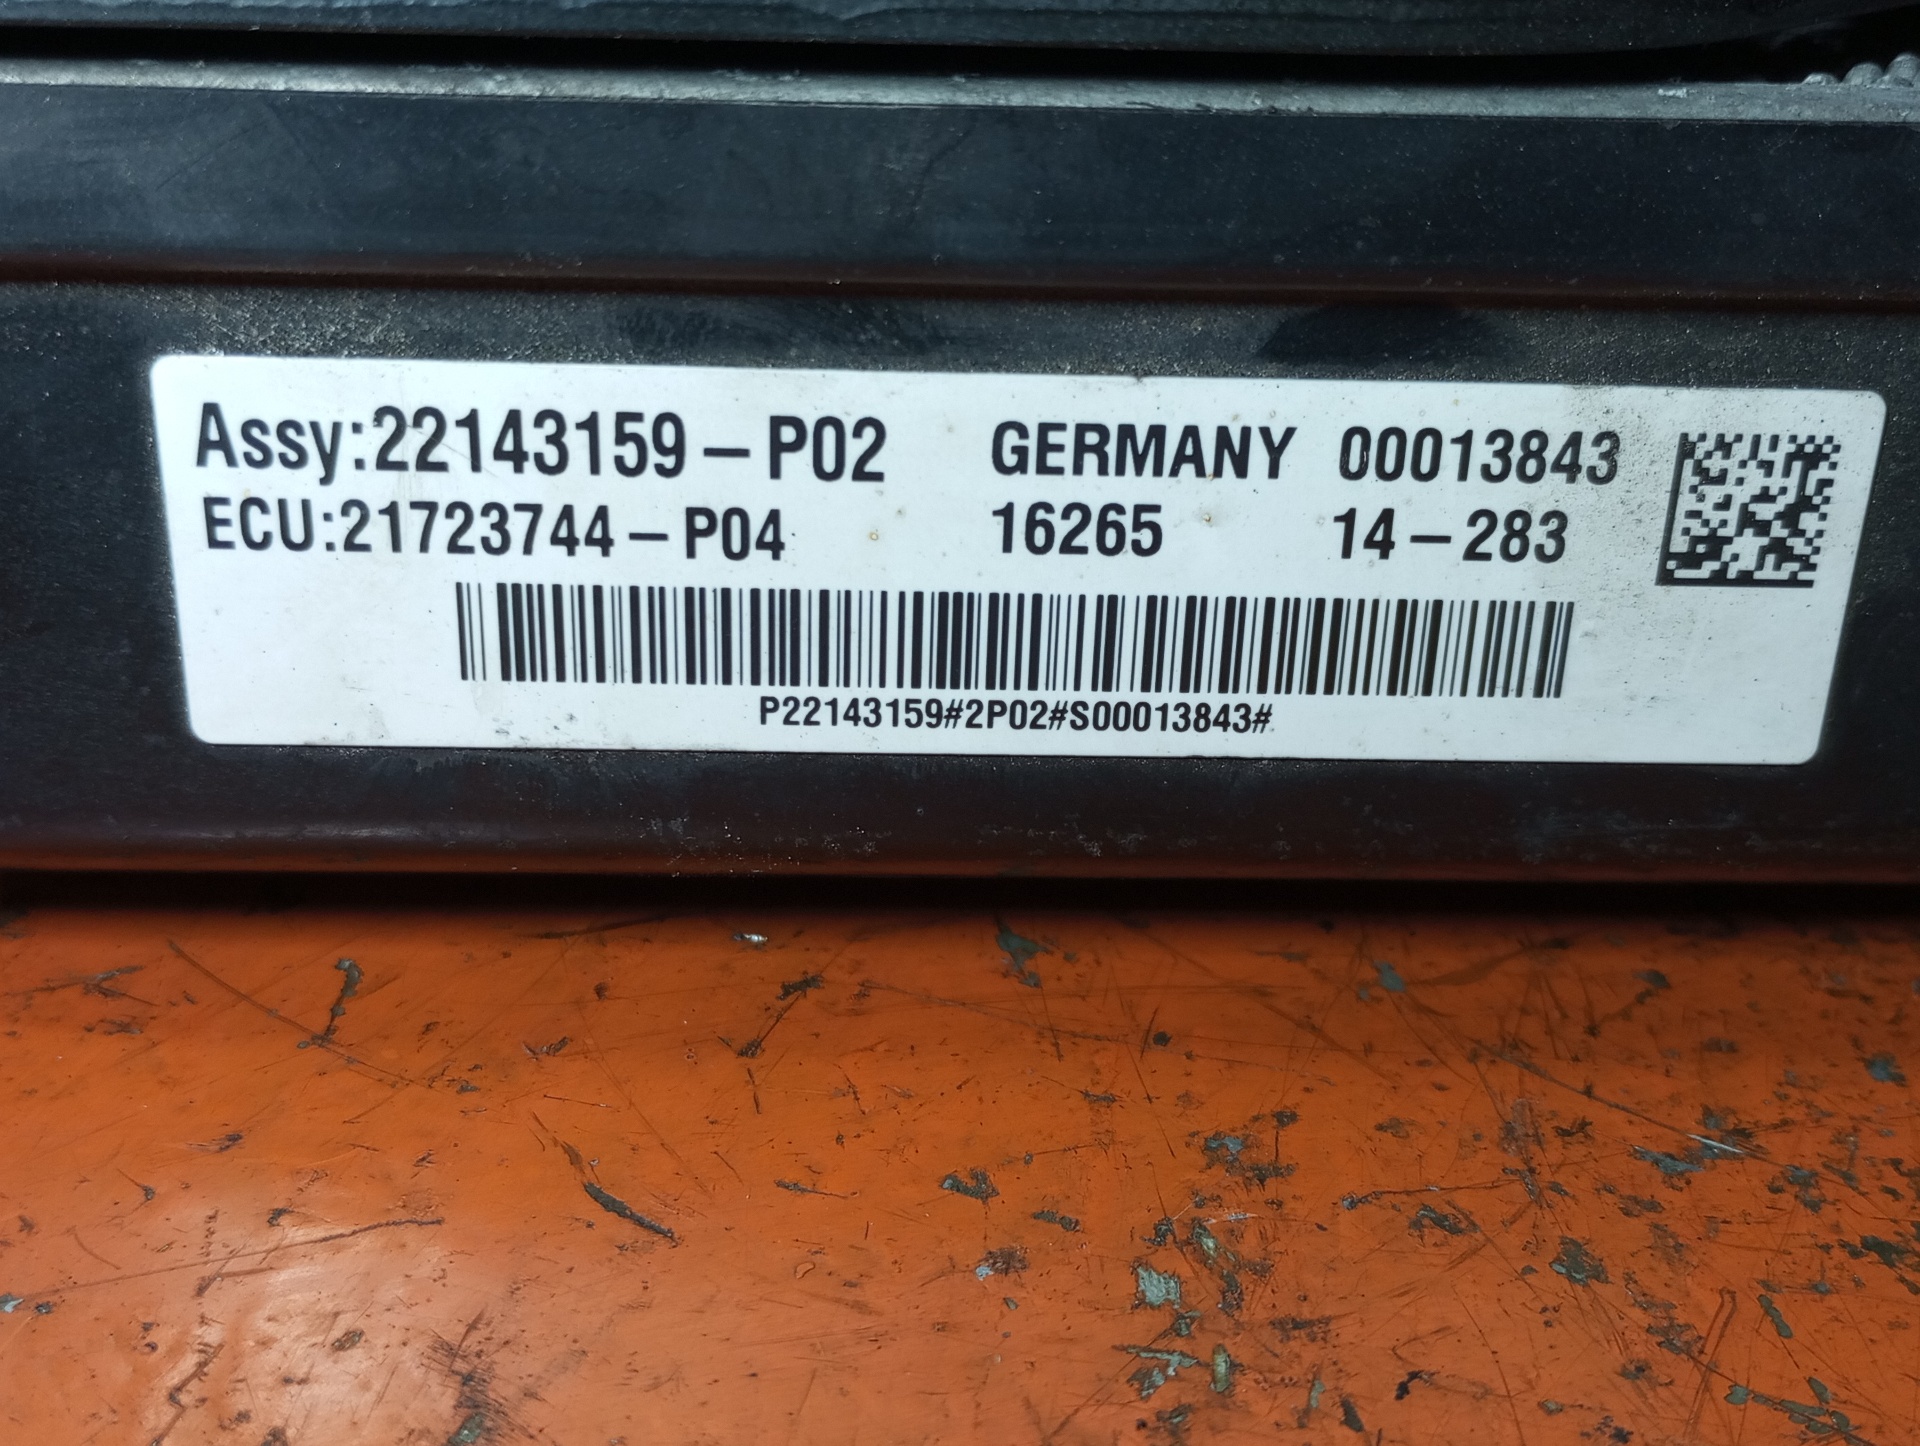 Assy:22143159-P02 GERMANY 00013843
ECU:21723744-P04 16265 14-283
P22143159#2P02#S00013843#